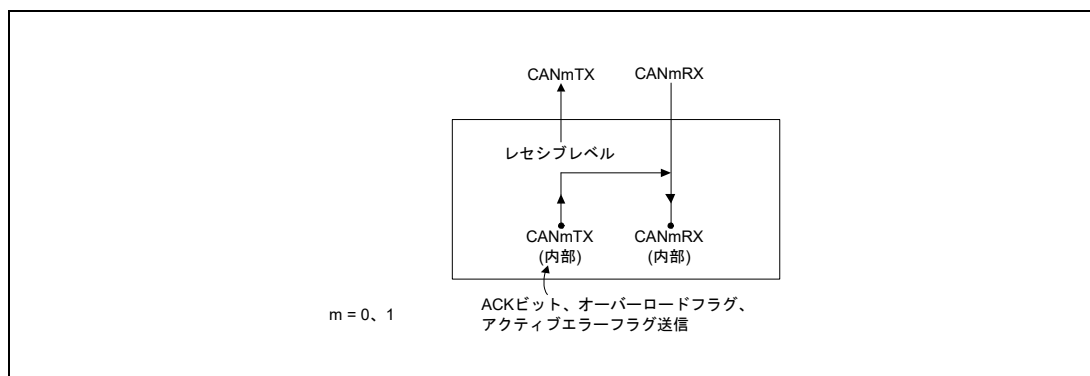 CANmTX
CANmRX
レセシブレベル
CANmTX
(内部)
CANmRX
(内部)
ACKビット、オーバーロードフラグ、
アクティブエラーフラグ送信
m = 0、1